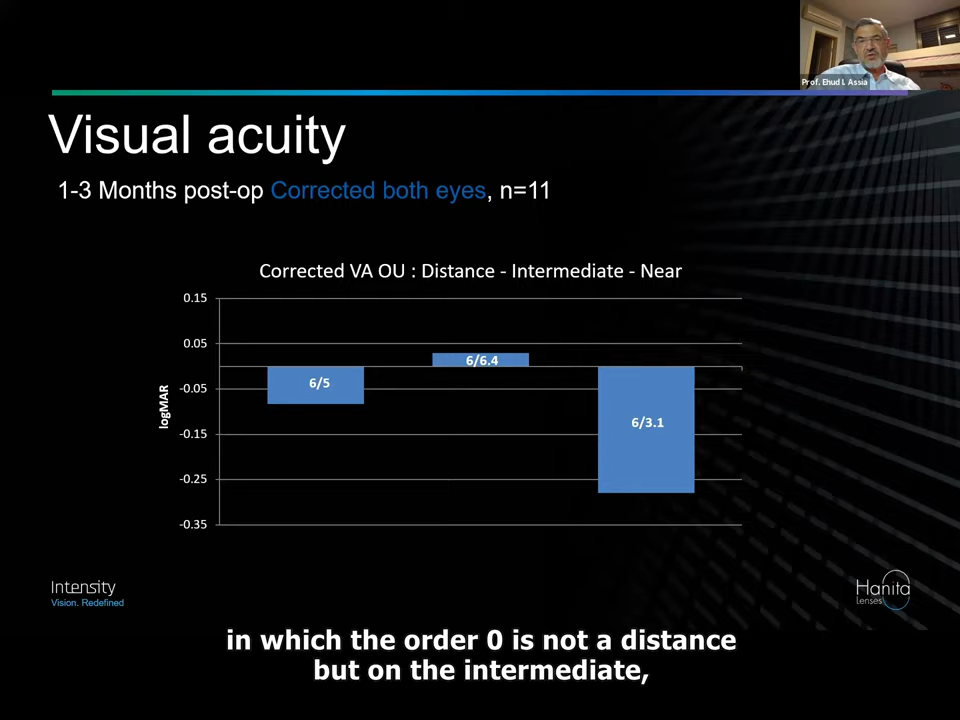 Prof. Ehud I. Assia
Visual acuity
1-3 Months post-op Corrected both eyes, n=11
Corrected VA OU : Distance - Intermediate - Near
0.15
0.05
-0.05
-0.15
-0.25
-0.35
logMAR
6/5
6/6.4
6/3.1
Intensity
Vision. Redefined
Hanita
Lenses
in which the order 0 is not a distance
but on the intermediate,